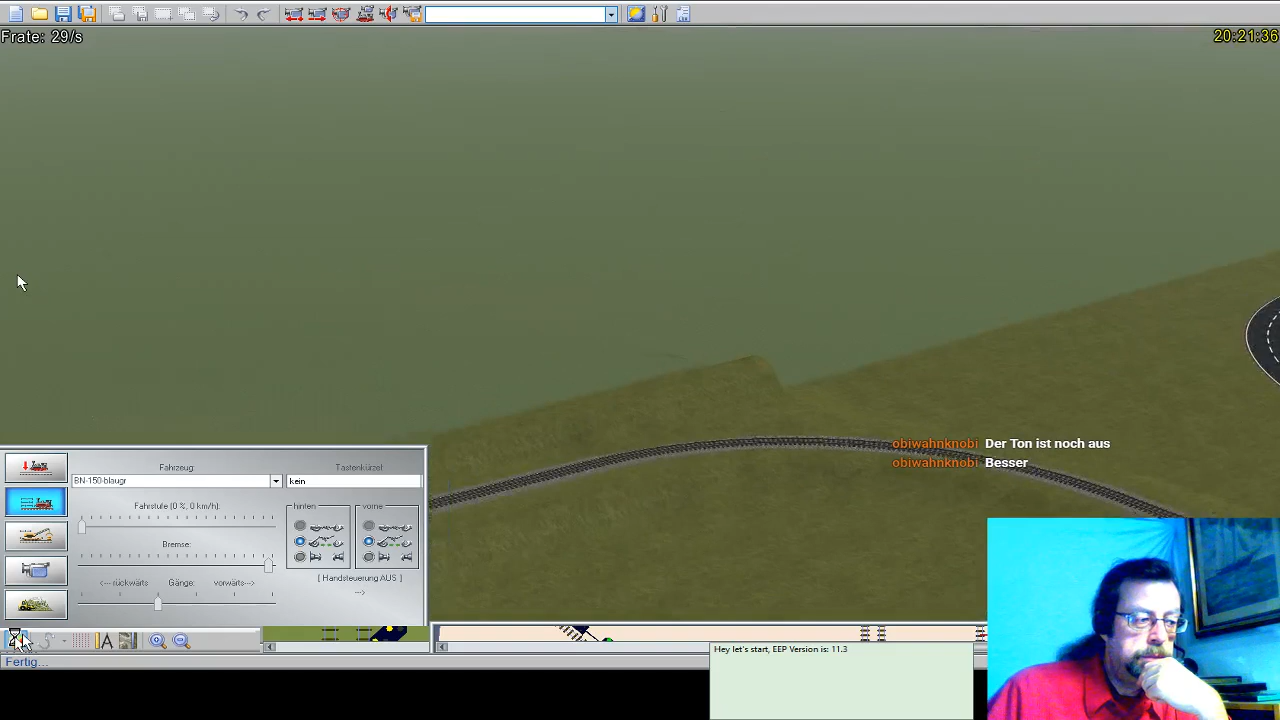 Frate: 29/s
20:21:36
obiwahnknobi Der Ton ist noch aus
obiwahnknobi Besser
Fahrzeug:
Tastenkürzel:
BN-150-blaugr
kein
Fahrstufe (0 %, 0 km/h):
hinten
vorne
Bremse:
<--- rückwärts Gänge: vorwärts--->
[ Handsteuerung AUS ]
--->
A
Fertig...
Hey let's start, EEP Version is: 11.3